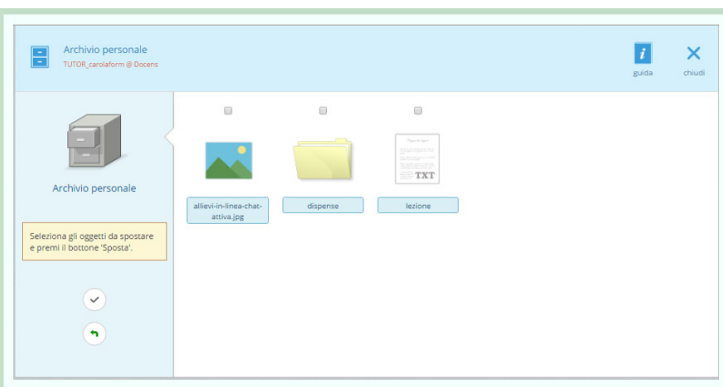 Archivio personale
TUTOR_carolaform @ Docens
guida
chiudi
Archivio personale
Seleziona gli oggetti da spostare
e premi il bottone 'Sposta'.
allievi-in-linea-chat-
attiva.jpg
dispense
lezione
TXT